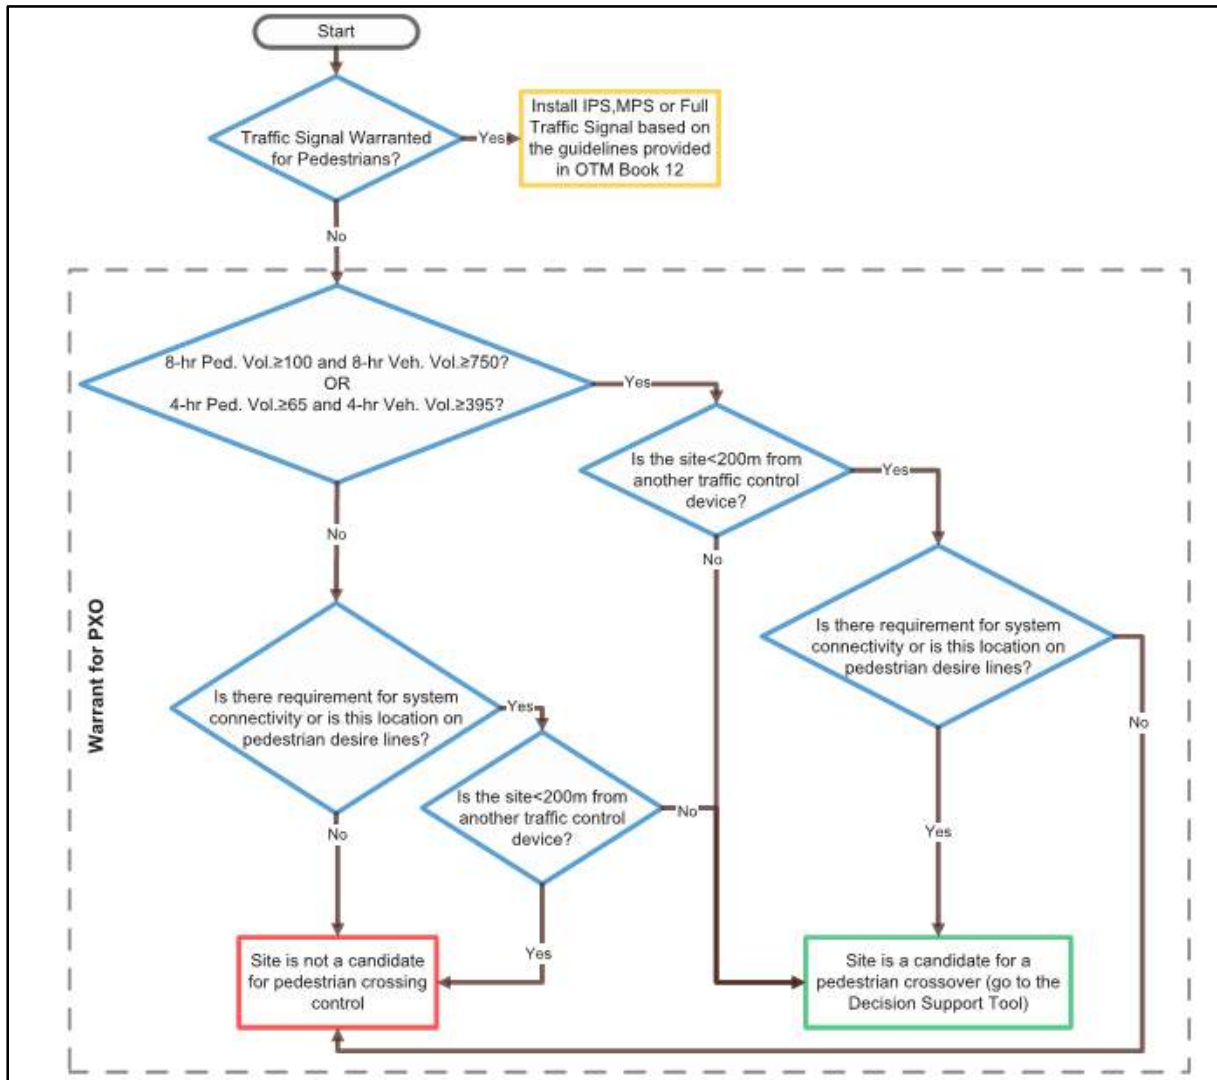 Start
Traffic Signal Warranted
for Pedestrians?
Yes
Install IPS,MPS or Full
Traffic Signal based on
the guidelines provided
in OTM Book 12
No
8-hr Ped. Vol.≥100 and 8-hr Veh. Vol.≥750?
OR
4-hr Ped. Vol.≥65 and 4-hr Veh. Vol.≥395?
Yes
Is the site<200m from
another traffic control
device?
Yes
No
No
Is there requirement for system
connectivity or is this location on
pedestrian desire lines?
No
Yes
Warrant for PXO
Is there requirement for system
connectivity or is this location on
pedestrian desire lines?
Yes
Is the site<200m from
another traffic control
device?
No
No
Yes
Site is not a candidate
for pedestrian crossing
control
Site is a candidate for a
pedestrian crossover (go to the
Decision Support Tool)